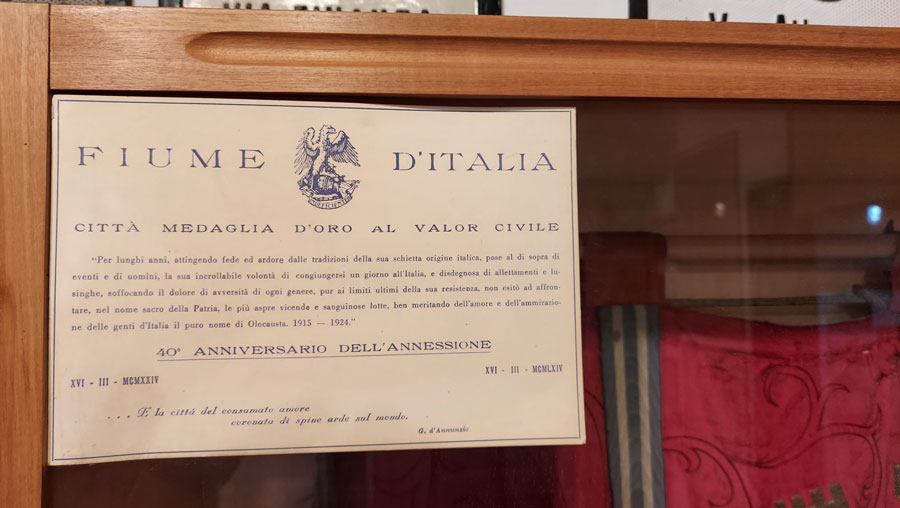 FIUME D'ITALIA
CITTÀ MEDAGLIA D'ORO AL VALOR CIVILE
"Per lunghi anni, attingendo fede ed ardore dalle tradizioni della sua schietta origine italica, pose al di sopra di
eventi e di uomini, la sua incrollabile volontà di congiungersi un giorno all'Italia, e disdegnosa di allettamenti e lu-
singhe, soffocando il dolore di avversità di ogni genere, pur ai limiti ultimi della sua resistenza, non esitò ad affron-
tare, nel nome sacro della Patria, le più aspre vicende e sanguinose lotte, ben meritando dell'amore e dell'ammirazio-
ne delle genti d'Italia il puro nome di Olocausta. 1915 — 1924."
40° ANNIVERSARIO DELL'ANNESSIONE
XVI - III - MCMXXIV
XVI - III - MCMLXIV
. . . E la città del consumato amore
coronata di spine arde sul mondo.
G. d'Annunzio